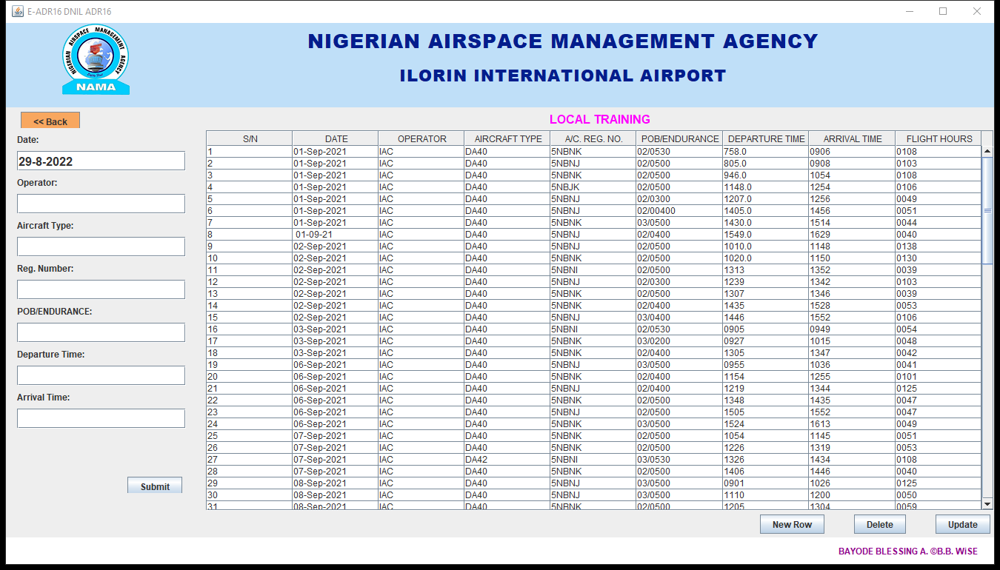 E-ADR16 DNIL ADR16
NIGERIAN AIRSPACE MANAGEMENT AGENCY
NAMA
NIGERIAN AIRSPACE MANAGEMENT AGENCY
ILORIN INTERNATIONAL AIRPORT
<< Back
LOCAL TRAINING
Date:
29-8-2022
Operator:
Aircraft Type:
Reg. Number:
POB/ENDURANCE:
Departure Time:
Arrival Time:
Submit
S/N DATE OPERATOR AIRCRAFT TYPE A/C. REG. NO. POB/ENDURANCE DEPARTURE TIME ARRIVAL TIME FLIGHT HOURS
1 01-Sep-2021 IAC DA40 5NBNK 02/0530 758.0 0906 0108
2 01-Sep-2021 IAC DA40 5NBNJ 02/0500 805.0 0908 0103
3 01-Sep-2021 IAC DA40 5NBNK 02/0500 946.0 1054 0108
4 01-Sep-2021 IAC DA40 5NBJK 02/0500 1148.0 1254 0106
5 01-Sep-2021 IAC DA40 5NBNJ 02/0300 1207.0 1256 0049
6 01-Sep-2021 IAC DA40 5NBNJ 02/00400 1405.0 1456 0051
7 01-Sep-2021 IAC DA40 5NBNK 03/0500 1430.0 1514 0044
8 01-09-21 IAC DA40 5NBNJ 02/0400 1549.0 1629 0040
9 02-Sep-2021 IAC DA40 5NBNJ 02/0500 1010.0 1148 0138
10 02-Sep-2021 IAC DA40 5NBNK 02/0500 1020.0 1150 0130
11 02-Sep-2021 IAC DA40 5NBNI 02/0500 1313 1352 0039
12 02-Sep-2021 IAC DA40 5NBNJ 02/0300 1239 1342 0103
13 02-Sep-2021 IAC DA40 5NBNK 02/0500 1307 1346 0039
14 02-Sep-2021 IAC DA40 5NBNK 02/0400 1435 1528 0053
15 02-Sep-2021 IAC DA40 5NBNJ 03/0400 1446 1552 0106
16 03-Sep-2021 IAC DA40 5NBNI 02/0530 0905 0949 0054
17 03-Sep-2021 IAC DA40 5NBNK 03/0200 0927 1015 0048
18 03-Sep-2021 IAC DA40 5NBNK 02/0400 1305 1347 0042
19 06-Sep-2021 IAC DA40 5NBNJ 03/0500 0955 1036 0041
20 06-Sep-2021 IAC DA40 5NBNK 02/0400 1154 1255 0101
21 06-Sep-2021 IAC DA40 5NBNJ 02/0400 1219 1344 0125
22 06-Sep-2021 IAC DA40 5NBNK 02/0500 1348 1435 0047
23 06-Sep-2021 IAC DA40 5NBNJ 02/0500 1505 1552 0047
24 06-Sep-2021 IAC DA40 5NBNK 03/0500 1524 1613 0049
25 07-Sep-2021 IAC DA40 5NBNK 02/0500 1054 1145 0051
26 07-Sep-2021 IAC DA40 5NBNK 02/0500 1226 1319 0053
27 07-Sep-2021 IAC DA42 5NBNI 03/0530 1326 1434 0108
28 07-Sep-2021 IAC DA40 5NBNK 02/0500 1406 1446 0040
29 08-Sep-2021 IAC DA40 5NBNJ 03/0500 0901 1026 0125
30 08-Sep-2021 IAC DA40 5NBNJ 03/0500 1110 1200 0050
31 08-Sep-2021 IAC DA40 5NBNK 02/0500 1205 1304 0059
New Row Delete Update
BAYODE BLESSING A. ©B.B. WiSE